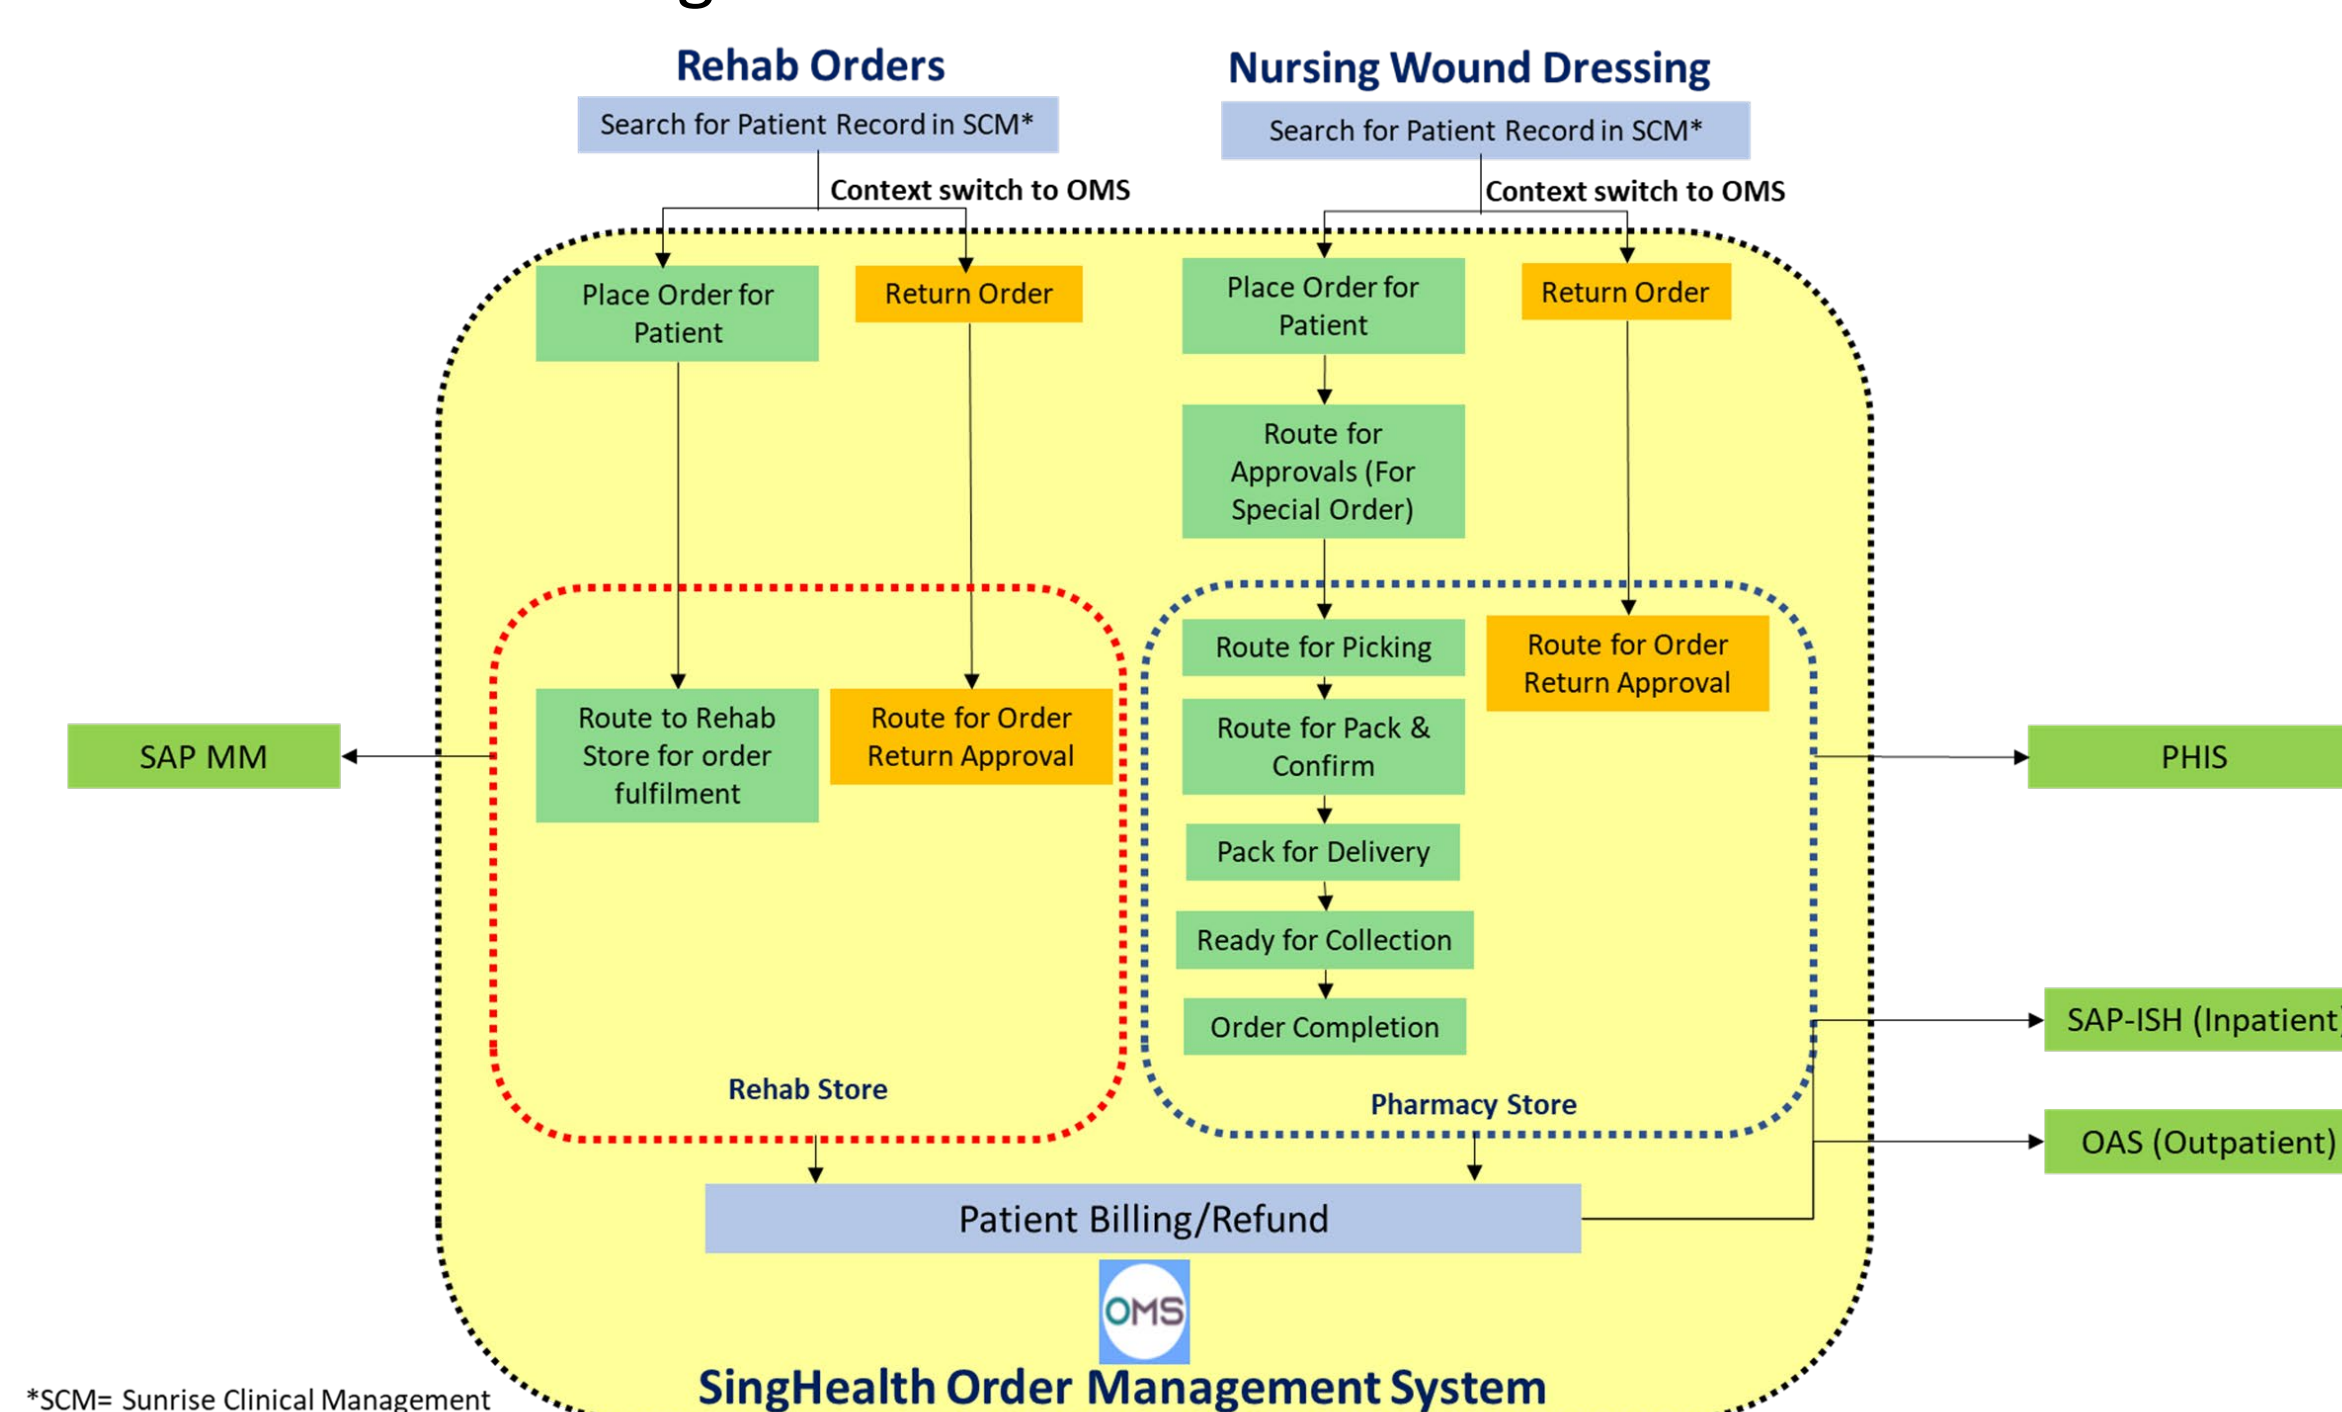 Rehab Orders
Nursing Wound Dressing
Search for Patient Record in SCM*
Search for Patient Record in SCM*
Context switch to OMS
Context switch to OMS
Place Order for
Patient
Return Order
Place Order for
Patient
Return Order
Route for
Approvals (For
Special Order)
Route for Picking
Route for Order
Return Approval
Route to Rehab
Store for order
fulfilment
Route for Order
Return Approval
Route for Pack &
Confirm
SAP MM
PHIS
Pack for Delivery
Ready for Collection
Order Completion
SAP-ISH (Inpatient)
Rehab Store
Pharmacy Store
OAS (Outpatient)
Patient Billing/Refund
OMS
SingHealth Order Management System
*SCM= Sunrise Clinical Management